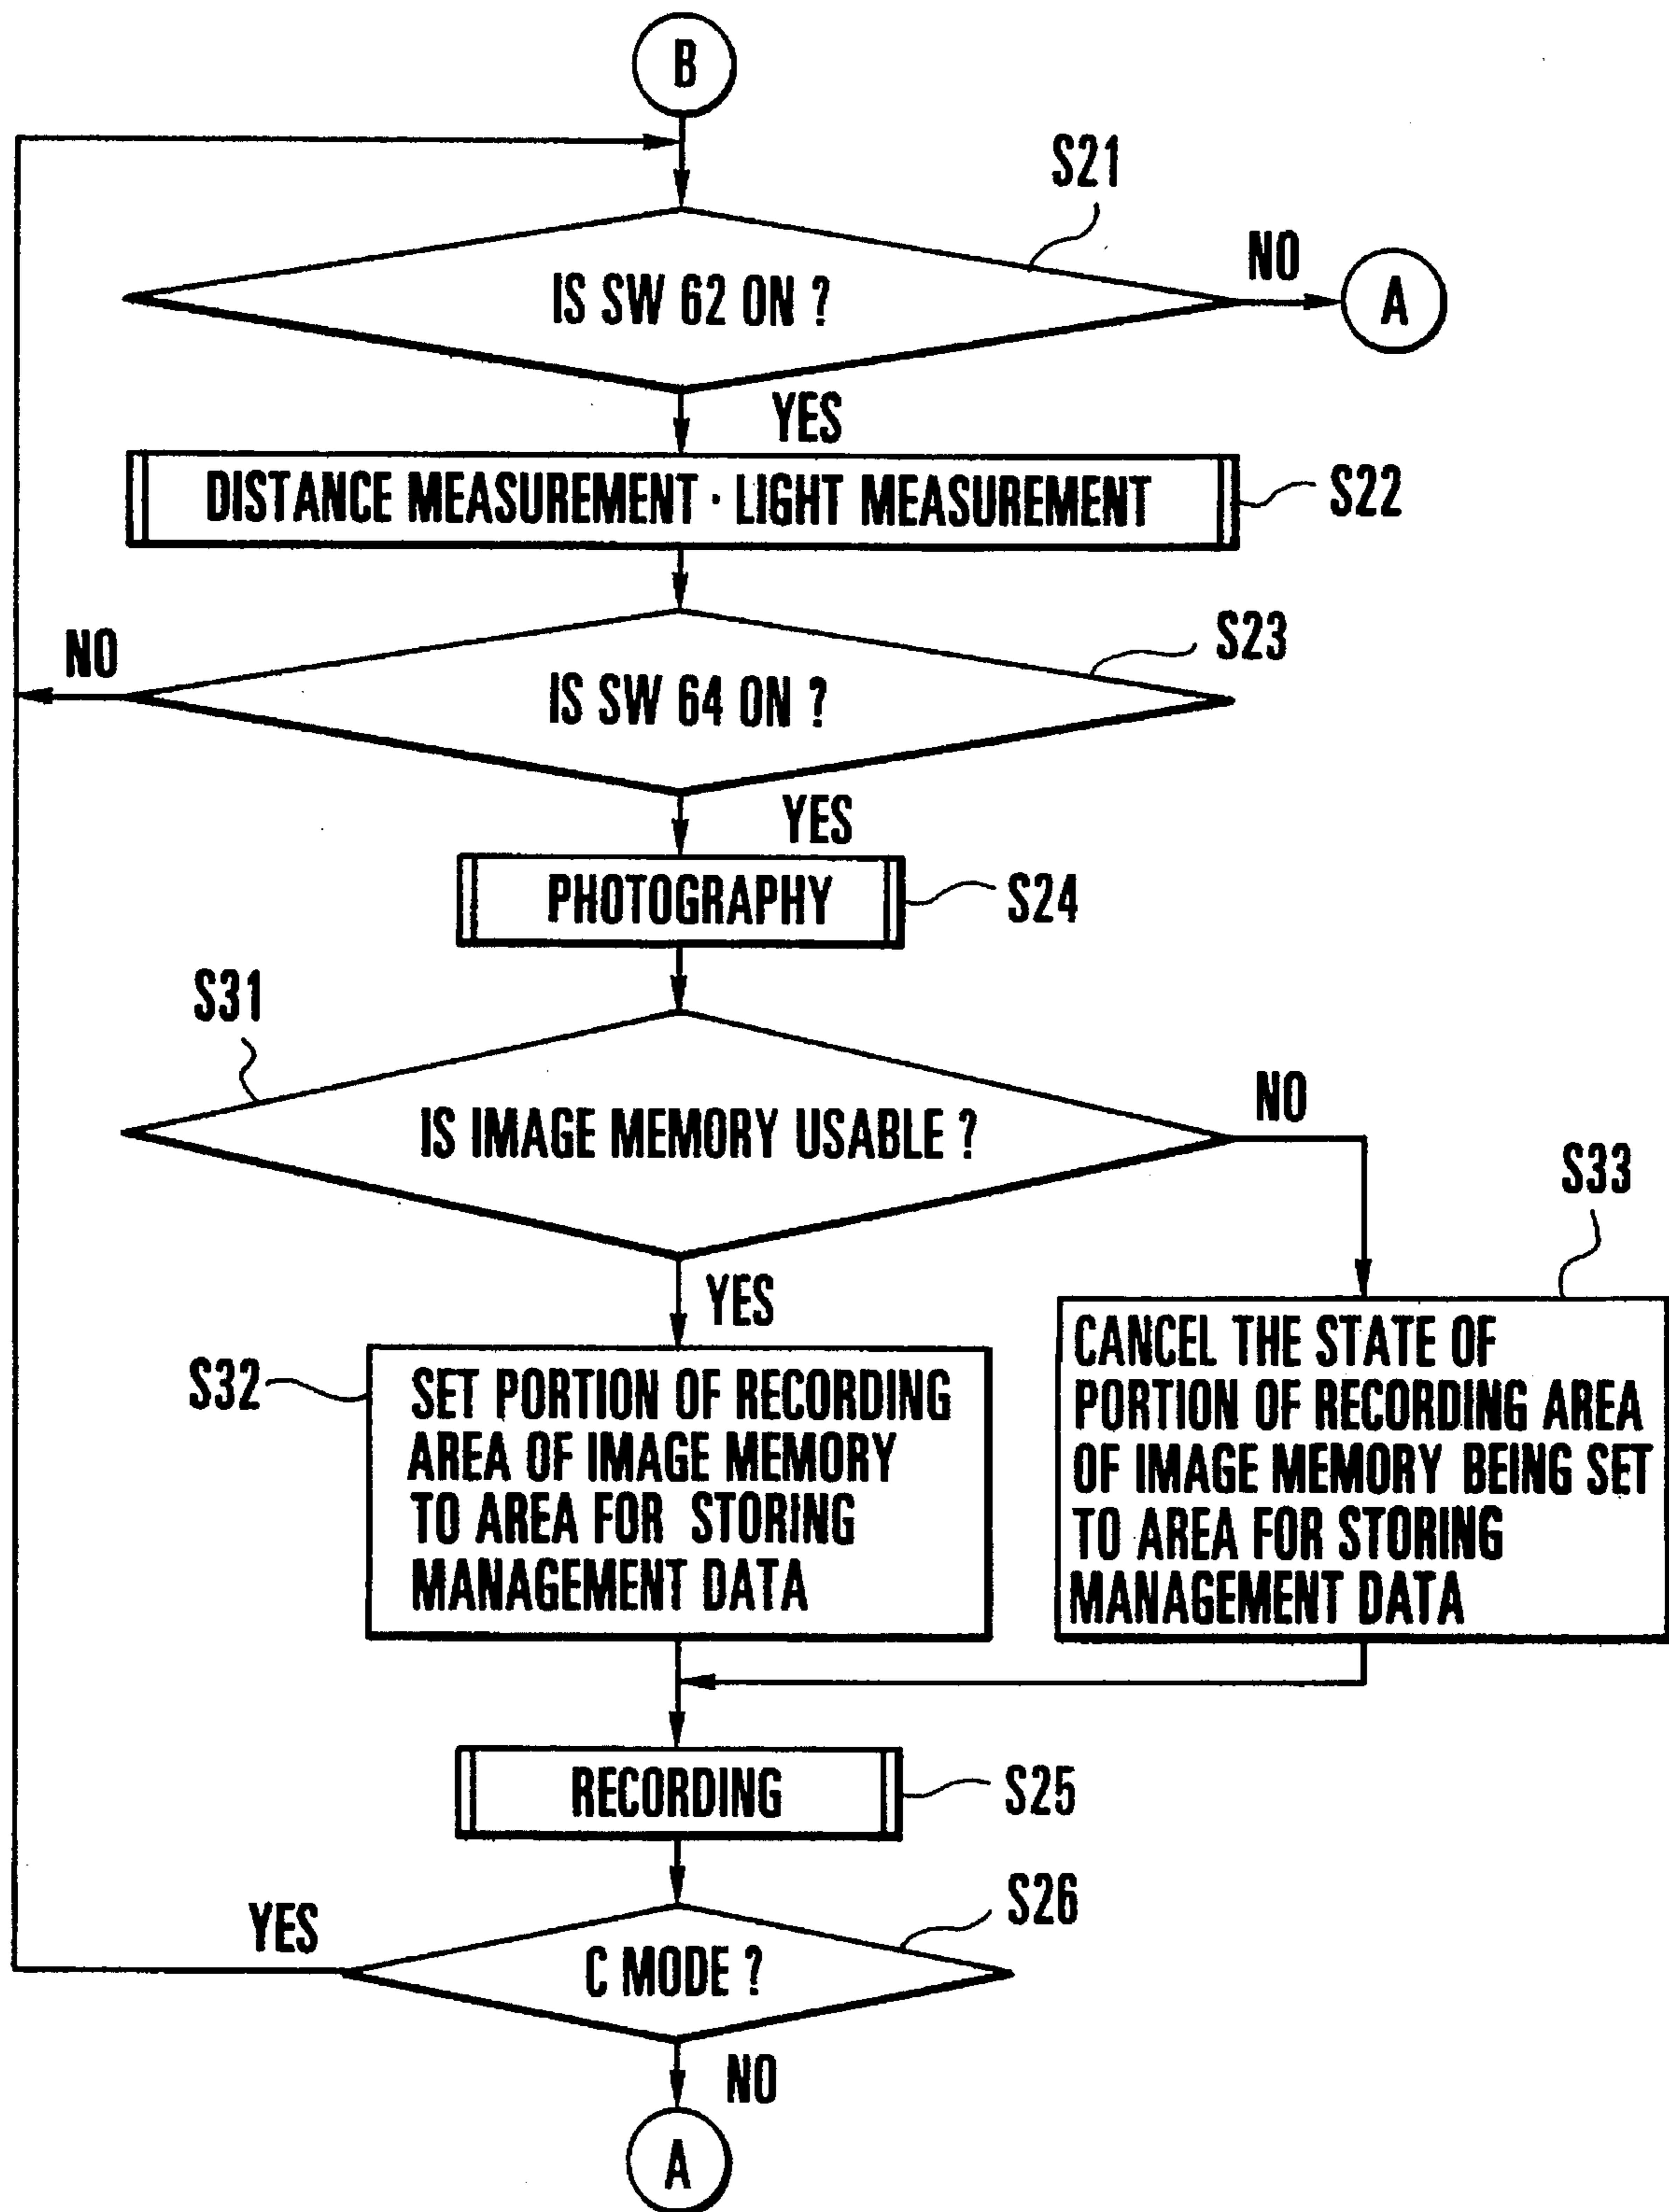 B
S21
IS SW 62 ON ?
NO
A
YES
DISTANCE MEASUREMENT · LIGHT MEASUREMENT
S22
NO
S23
IS SW 64 ON ?
YES
PHOTOGRAPHY
S24
S31
IS IMAGE MEMORY USABLE ?
NO
S33
YES
S32
SET PORTION OF RECORDING
AREA OF IMAGE MEMORY
TO AREA FOR STORING
MANAGEMENT DATA
CANCEL THE STATE OF
PORTION OF RECORDING AREA
OF IMAGE MEMORY BEING SET
TO AREA FOR STORING
MANAGEMENT DATA
RECORDING
S25
S26
YES
C MODE ?
NO
A